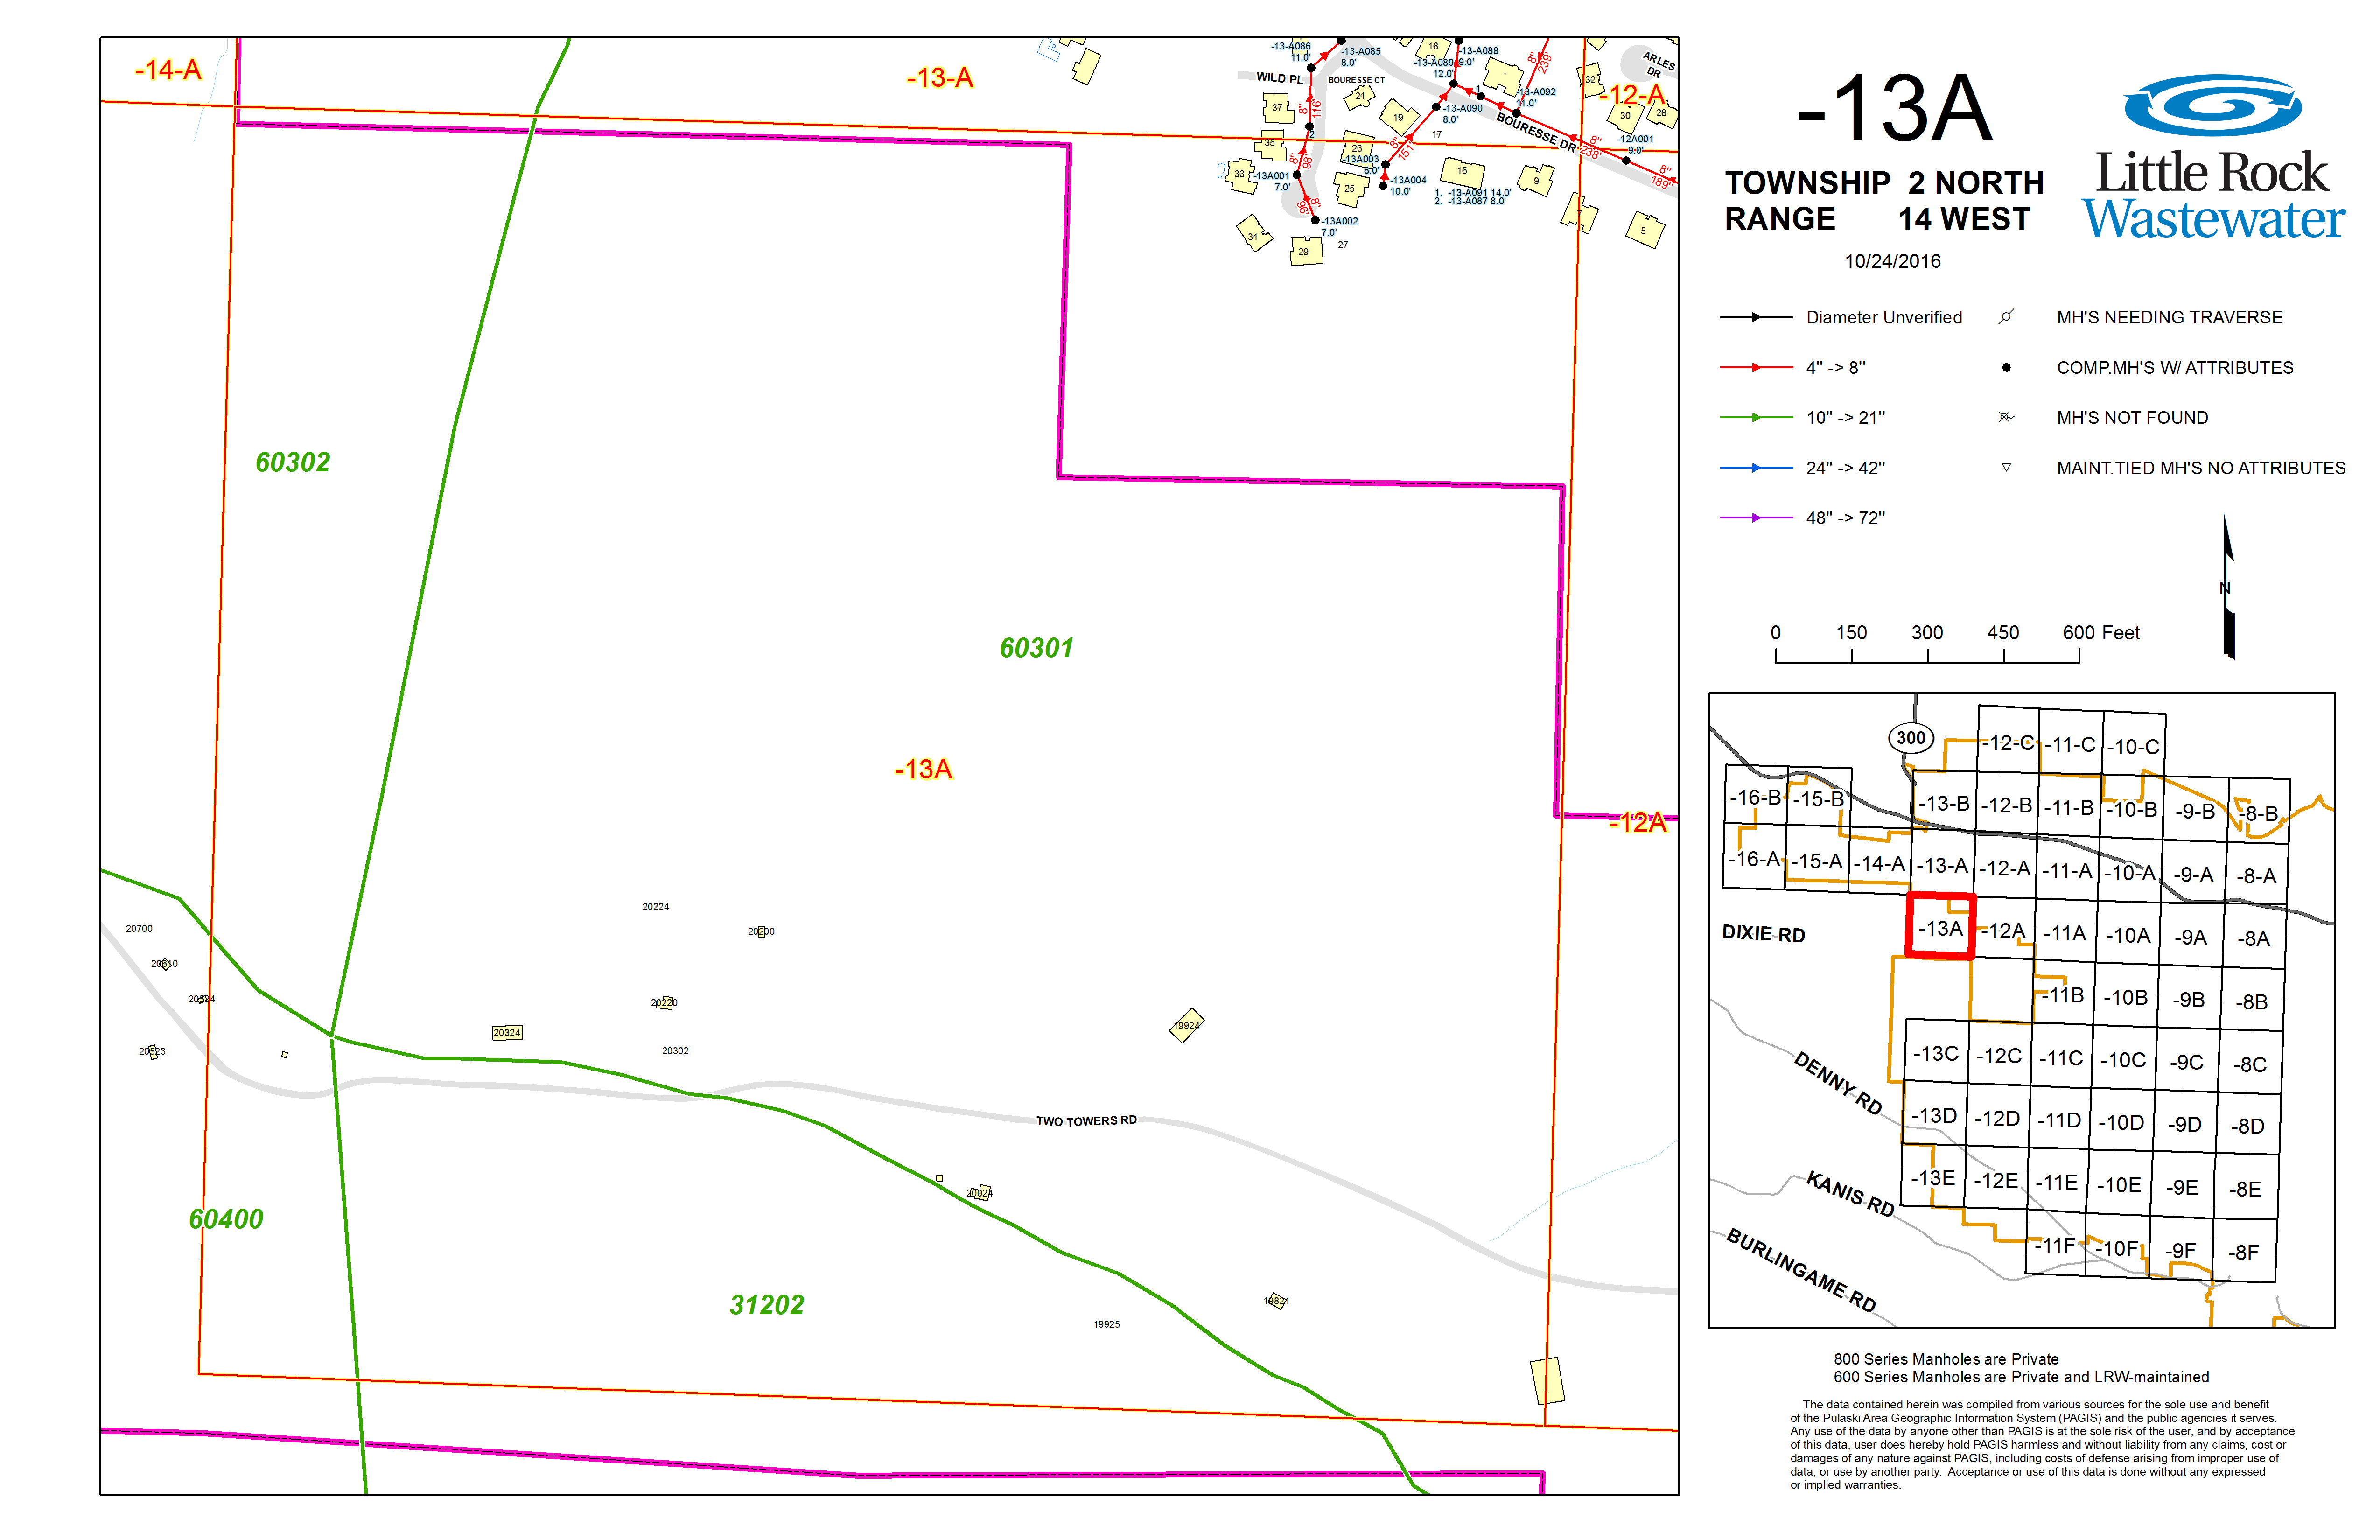 -14-A
-13-A
-12-A
-13-A086
11.0'
-13-A085
8.0'
18
-13-A088
9.0'
-13-A089
12.0'
8"
239'
ARLES
DR
WILD PL
BOURESSE CT
32
37
8"
116'
21
1
-13-A092
11.0'
-13-A090
8.0'
19
17
30
28
BOURESSE DR
2
35
23
8"
151'
8"
238'
-12A001
9.0'
8"
98'
-13A003
8.0'
33
-13A001
7.0'
25
-13A004
10.0'
15
9
8"
189'
1. -13-A091 14.0'
2. -13-A087 8.0'
8"
96'
-13A002
7.0'
7
5
31
29
27
60302
60301
-13A
-12A
20700
20610
20524
20523
20224
20200
20220
20324
20302
19924
TWO TOWERS RD
20024
60400
31202
19925
19821
-13A
TOWNSHIP 2 NORTH
RANGE 14 WEST
10/24/2016
Little Rock
Wastewater
Diameter Unverified
4" -> 8"
10" -> 21"
24" -> 42"
48" -> 72"
MH'S NEEDING TRAVERSE
COMP.MH'S W/ ATTRIBUTES
MH'S NOT FOUND
MAINT.TIED MH'S NO ATTRIBUTES
N
0 150 300 450 600 Feet
300
-12-C -11-C -10-C
-16-B -15-B -13-B -12-B -11-B -10-B -9-B -8-B
-16-A -15-A -14-A -13-A -12-A -11-A -10-A -9-A -8-A
DIXIE RD
-13A -12A -11A -10A -9A -8A
-11B -10B -9B -8B
-13C -12C -11C -10C -9C -8C
DENNY RD
-13D -12D -11D -10D -9D -8D
KANIS RD
-13E -12E -11E -10E -9E -8E
BURLINGAME RD
-11F -10F -9F -8F
800 Series Manholes are Private
600 Series Manholes are Private and LRW-maintained
The data contained herein was compiled from various sources for the sole use and benefit
of the Pulaski Area Geographic Information System (PAGIS) and the public agencies it serves.
Any use of the data by anyone other than PAGIS is at the sole risk of the user, and by acceptance
of this data, user does hereby hold PAGIS harmless and without liability from any claims, cost or
damages of any nature against PAGIS, including costs of defense arising from improper use of
data, or use by another party. Acceptance or use of this data is done without any expressed
or implied warranties.